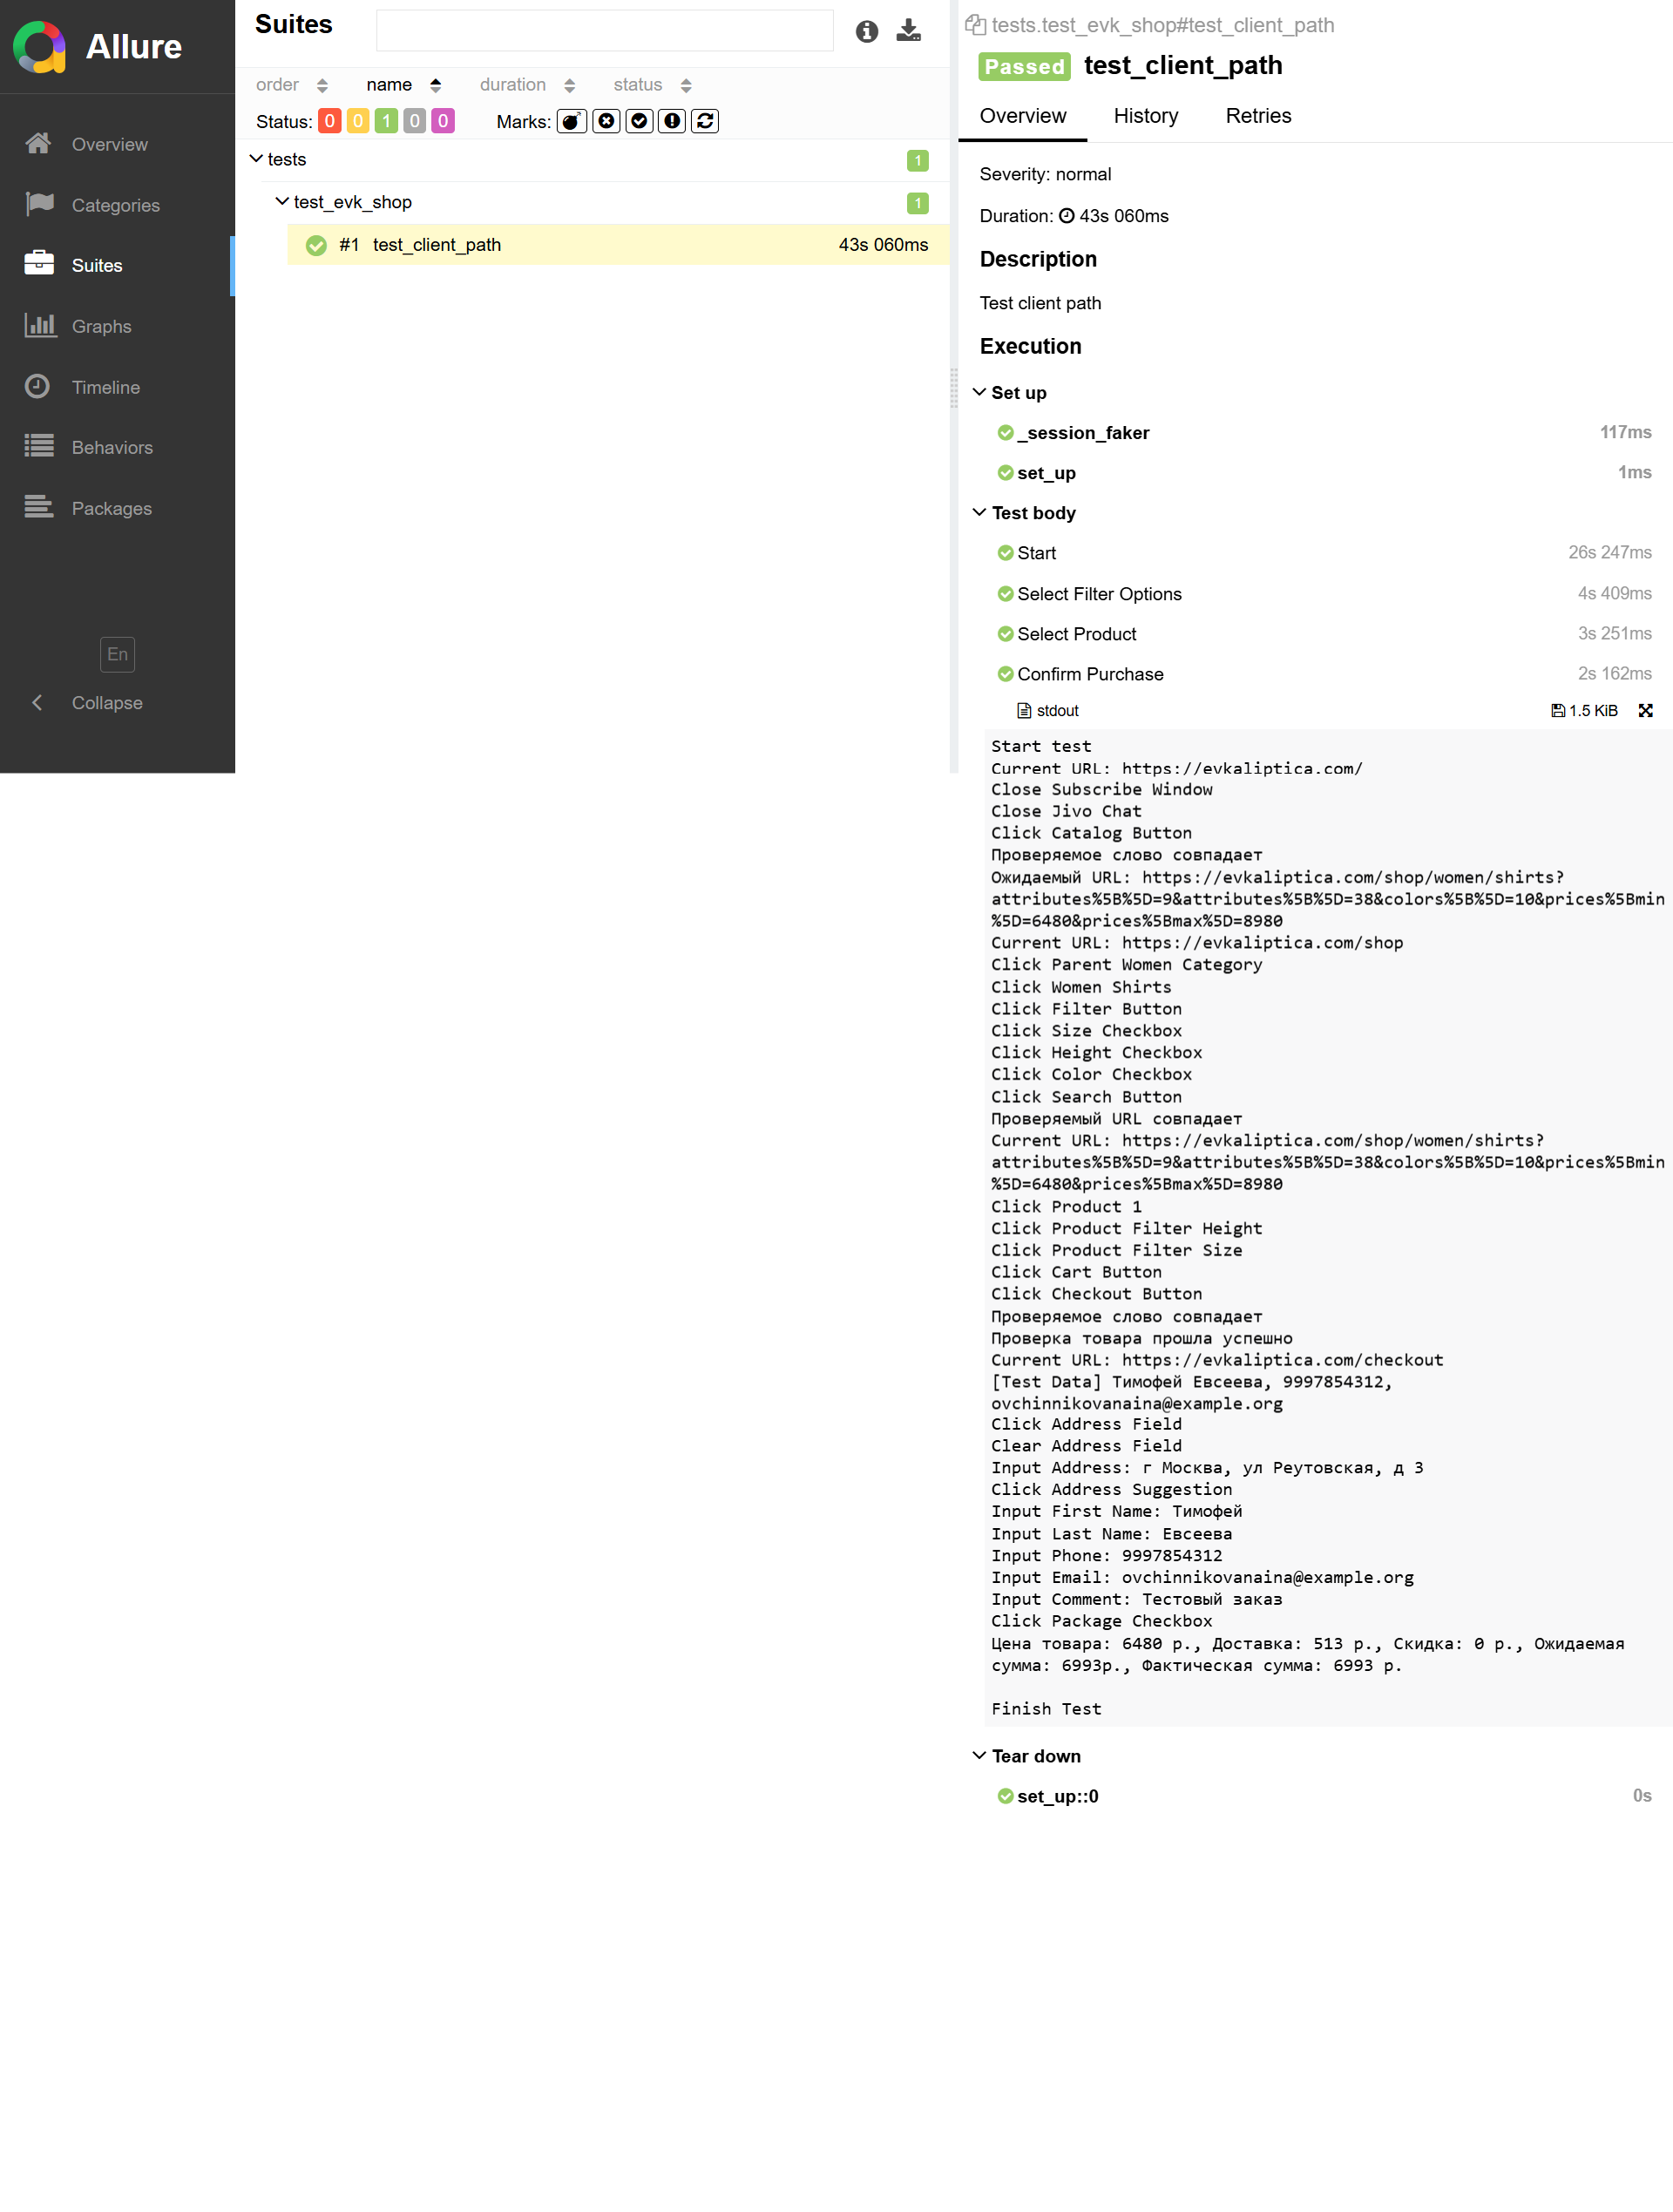 Allure
Overview
Categories
Suites
Graphs
Timeline
Behaviors
Packages
En
Collapse
Suites
order name duration status
Status: 0 0 1 0 0 Marks:
tests 1
test_evk_shop 1
#1 test_client_path 43s 060ms
tests.test_evk_shop#test_client_path
Passed test_client_path
Overview History Retries
Severity: normal
Duration: 43s 060ms
Description
Test client path
Execution
Set up
_session_faker 117ms
set_up 1ms
Test body
Start 26s 247ms
Select Filter Options 4s 409ms
Select Product 3s 251ms
Confirm Purchase 2s 162ms
stdout 1.5 KiB
Start test
Current URL: https://evkaliptica.com/
Close Subscribe Window
Close Jivo Chat
Click Catalog Button
Проверяемое слово совпадает
Ожидаемый URL: https://evkaliptica.com/shop/women/shirts?
attributes%5B%5D=9&attributes%5B%5D=38&colors%5B%5D=10&prices%5Bmin
%5D=6480&prices%5Bmax%5D=8980
Current URL: https://evkaliptica.com/shop
Click Parent Women Category
Click Women Shirts
Click Filter Button
Click Size Checkbox
Click Height Checkbox
Click Color Checkbox
Click Search Button
Проверяемый URL совпадает
Current URL: https://evkaliptica.com/shop/women/shirts?
attributes%5B%5D=9&attributes%5B%5D=38&colors%5B%5D=10&prices%5Bmin
%5D=6480&prices%5Bmax%5D=8980
Click Product 1
Click Product Filter Height
Click Product Filter Size
Click Cart Button
Click Checkout Button
Проверяемое слово совпадает
Проверка товара прошла успешно
Current URL: https://evkaliptica.com/checkout
[Test Data] Тимофей Евсеева, 9997854312,
ovchinnikovanaina@example.org
Click Address Field
Clear Address Field
Input Address: г Москва, ул Реутовская, д 3
Click Address Suggestion
Input First Name: Тимофей
Input Last Name: Евсеева
Input Phone: 9997854312
Input Email: ovchinnikovanaina@example.org
Input Comment: Тестовый заказ
Click Package Checkbox
Цена товара: 6480 р., Доставка: 513 р., Скидка: 0 р., Ожидаемая
сумма: 6993р., Фактическая сумма: 6993 р.
Finish Test
Tear down
set_up::0 0s